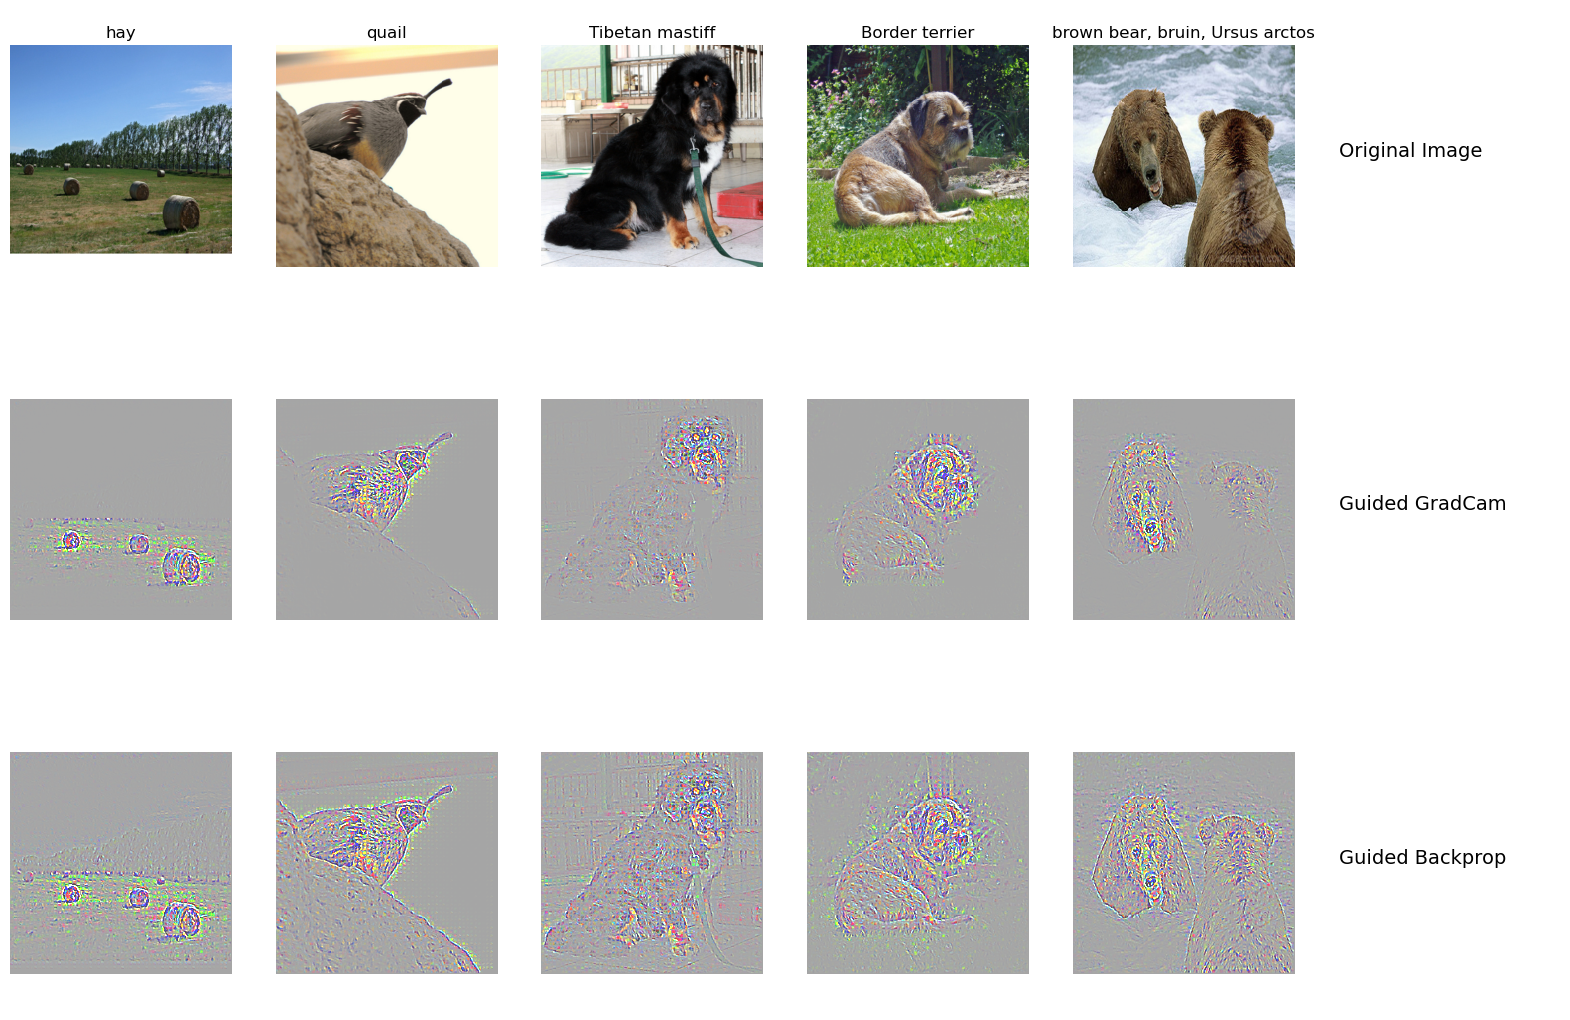 hay
quail
Tibetan mastiff
Border terrier
brown bear, bruin, Ursus arctos
Original Image
Guided GradCam
Guided Backprop